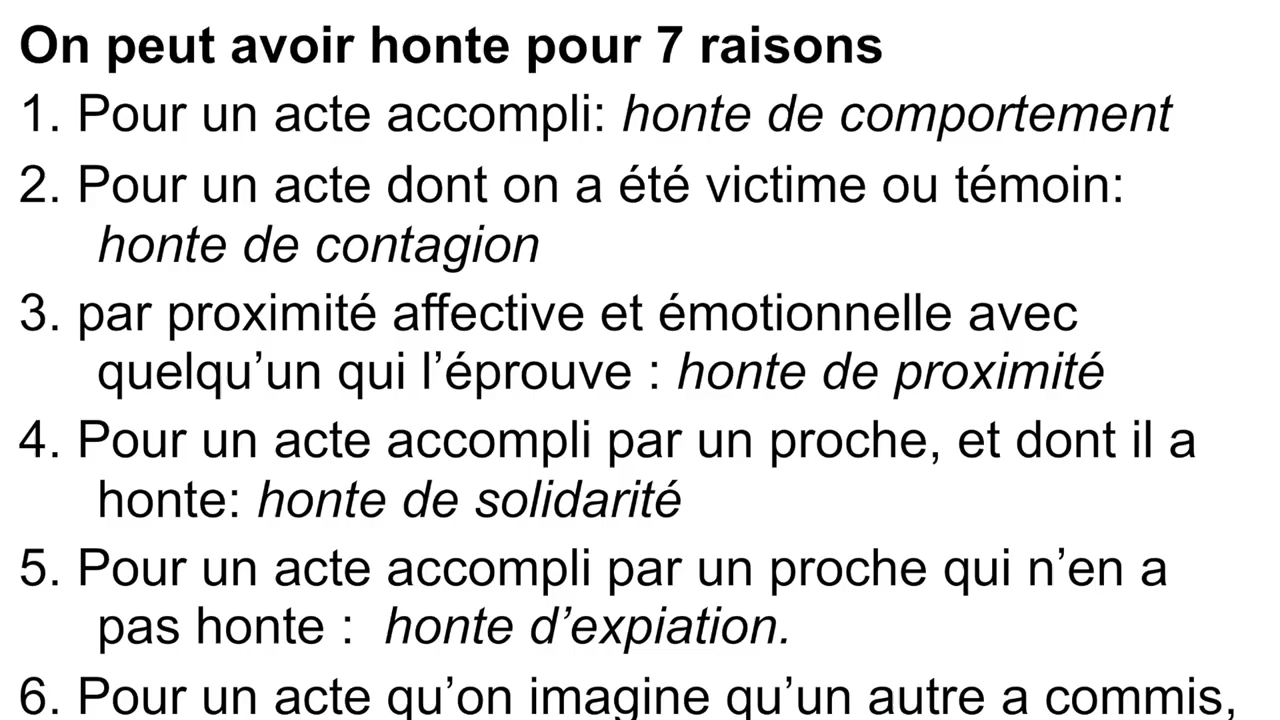 On peut avoir honte pour 7 raisons
1. Pour un acte accompli: honte de comportement
2. Pour un acte dont on a été victime ou témoin:
honte de contagion
3. par proximité affective et émotionnelle avec
quelqu’un qui l’éprouve : honte de proximité
4. Pour un acte accompli par un proche, et dont il a
honte: honte de solidarité
5. Pour un acte accompli par un proche qui n’en a
pas honte : honte d’expiation.
6. Pour un acte qu’on imagine qu’un autre a commis,